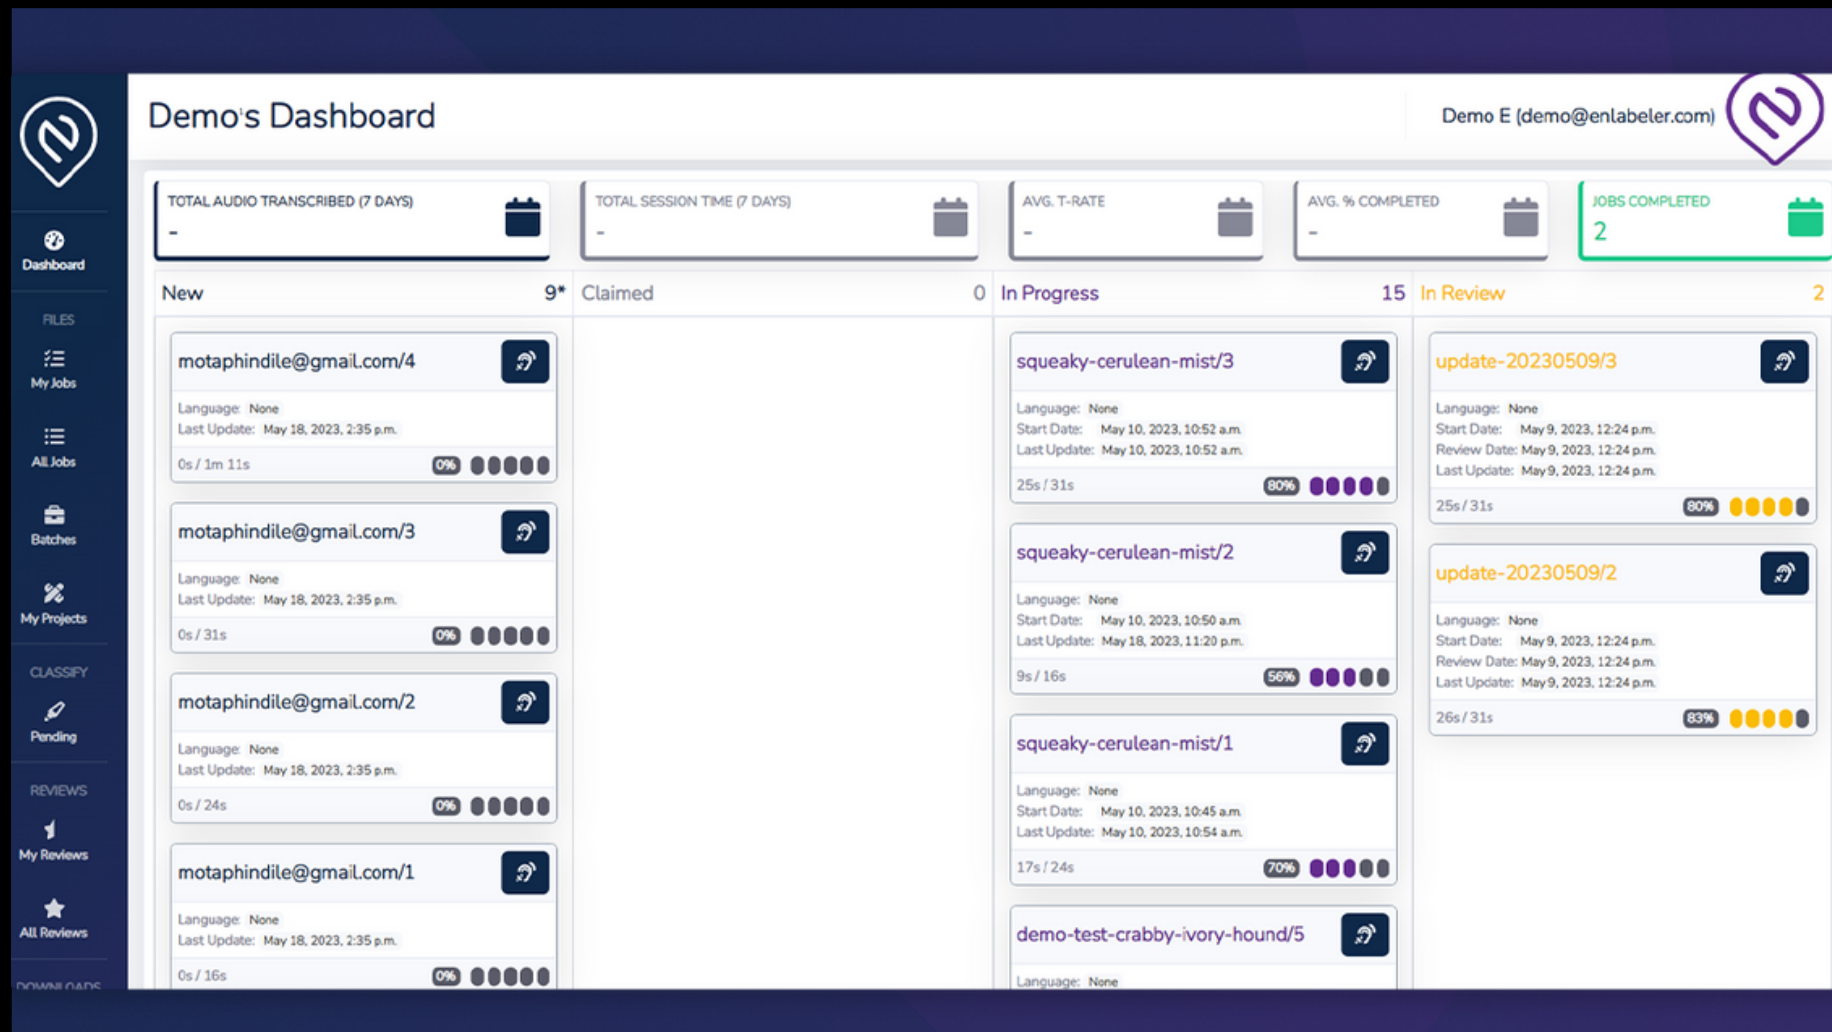 Demo's Dashboard
Demo E (demo@enlabeler.com)
Dashboard
FILES
My Jobs
All Jobs
Batches
My Projects
CLASSIFY
Pending
REVIEWS
My Reviews
All Reviews
DOWNLOADS
TOTAL AUDIO TRANSCRIBED (7 DAYS)
-
TOTAL SESSION TIME (7 DAYS)
-
AVG. T-RATE
-
AVG. % COMPLETED
-
JOBS COMPLETED
2
New 9*
motaphindile@gmail.com/4
Language: None
Last Update: May 18, 2023, 2:35 p.m.
0s / 1m 11s 0%
motaphindile@gmail.com/3
Language: None
Last Update: May 18, 2023, 2:35 p.m.
0s / 31s 0%
motaphindile@gmail.com/2
Language: None
Last Update: May 18, 2023, 2:35 p.m.
0s / 24s 0%
motaphindile@gmail.com/1
Language: None
Last Update: May 18, 2023, 2:35 p.m.
0s / 16s 0%
Claimed 0
In Progress 15
squeaky-cerulean-mist/3
Language: None
Start Date: May 10, 2023, 10:52 a.m.
Last Update: May 10, 2023, 10:52 a.m.
25s / 31s 80%
squeaky-cerulean-mist/2
Language: None
Start Date: May 10, 2023, 10:50 a.m.
Last Update: May 18, 2023, 11:20 p.m.
9s / 16s 56%
squeaky-cerulean-mist/1
Language: None
Start Date: May 10, 2023, 10:45 a.m.
Last Update: May 10, 2023, 10:54 a.m.
17s / 24s 70%
demo-test-crabby-ivory-hound/5
Language: None
In Review 2
update-20230509/3
Language: None
Start Date: May 9, 2023, 12:24 p.m.
Review Date: May 9, 2023, 12:24 p.m.
Last Update: May 9, 2023, 12:24 p.m.
25s / 31s 80%
update-20230509/2
Language: None
Start Date: May 9, 2023, 12:24 p.m.
Review Date: May 9, 2023, 12:24 p.m.
Last Update: May 9, 2023, 12:24 p.m.
26s / 31s 83%